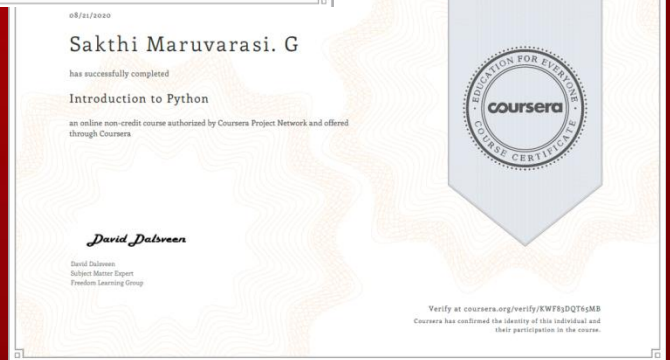 08/21/2020
Sakthi Maruvarasi. G
has successfully completed
Introduction to Python
an online non-credit course authorized by Coursera Project Network and offered
through Coursera
David Dalsveen
David Dalsveen
Subject Matter Expert
Freedom Learning Group
EDUCATION FOR EVERYONE
coursera
COURSE CERTIFICATE
Verify at coursera.org/verify/KWF83DQT65MB
Coursera has confirmed the identity of this individual and
their participation in the course.